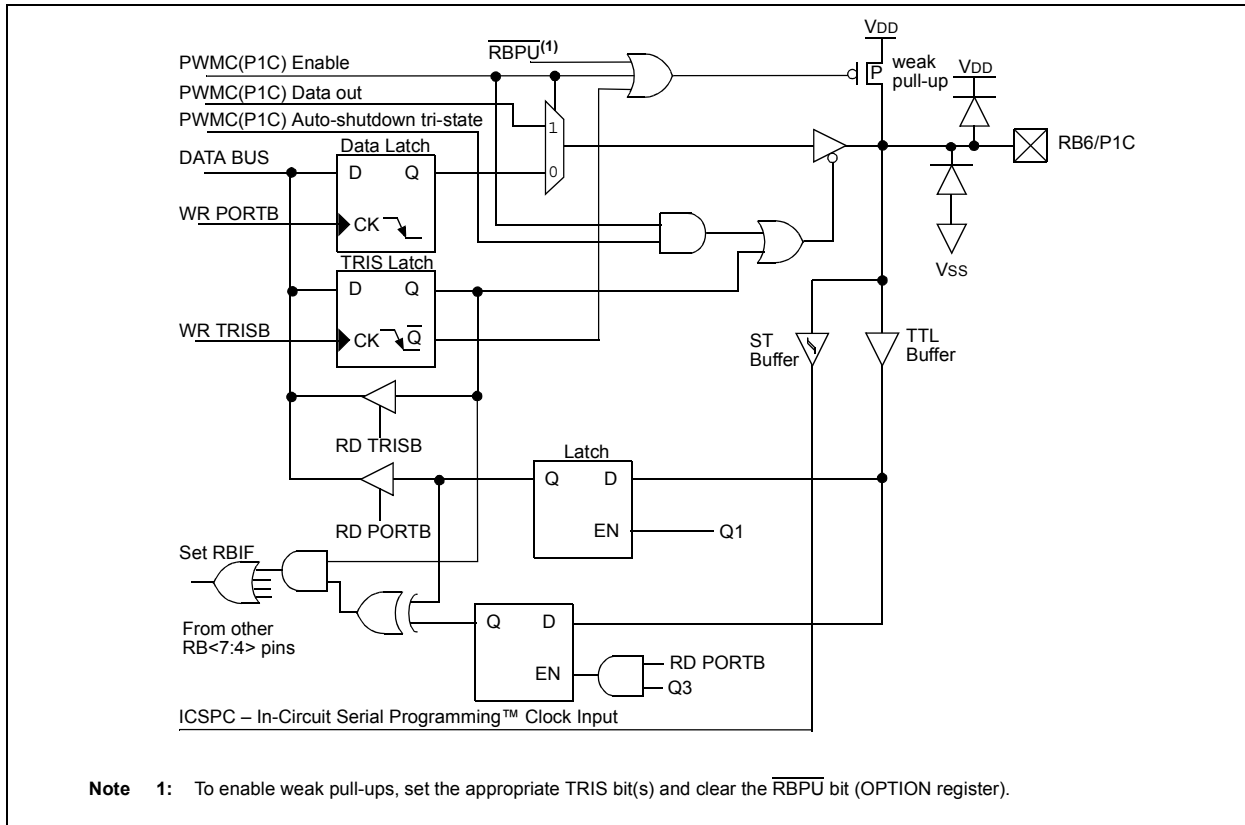 VDD
RBPU(1)
PWMC(P1C) Enable
weak
pull-up
P
VDD
PWMC(P1C) Data out
1
PWMC(P1C) Auto-shutdown tri-state
Data Latch
RB6/P1C
DATA BUS
D Q
0
WR PORTB
CK
TRIS Latch
VSS
D Q
WR TRISB
CK Q
ST
Buffer
TTL
Buffer
RD TRISB
Latch
Q D
RD PORTB
EN
Q1
Set RBIF
Q D
From other
RB<7:4> pins
EN
RD PORTB
Q3
ICSPC – In-Circuit Serial Programming™ Clock Input
Note 1: To enable weak pull-ups, set the appropriate TRIS bit(s) and clear the RBPU bit (OPTION register).